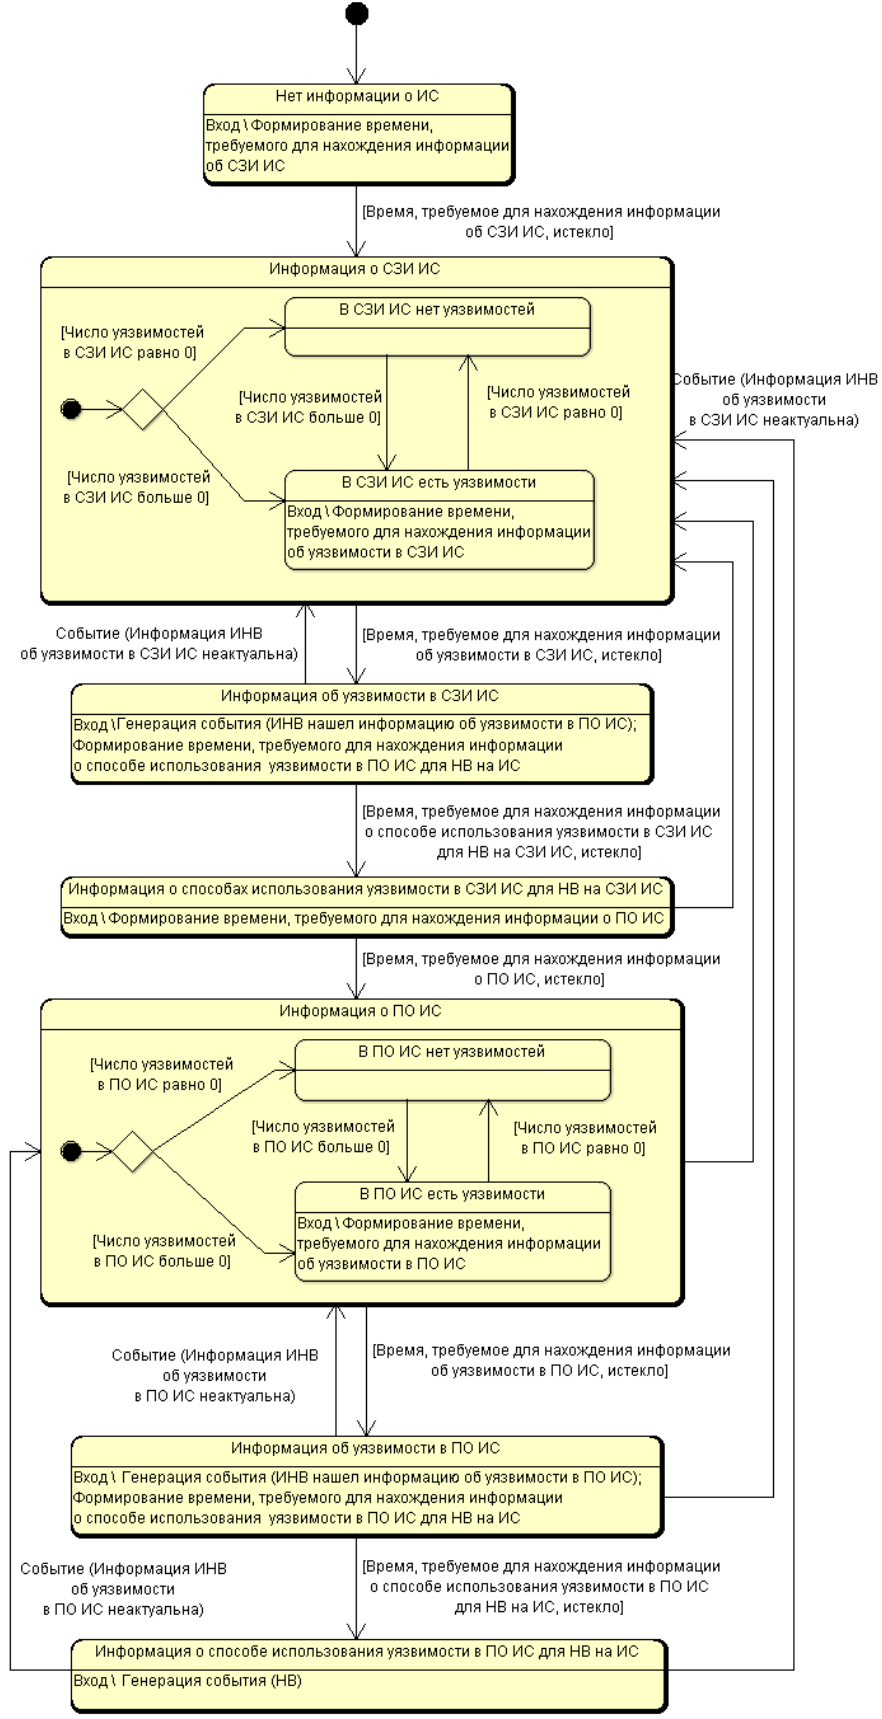 Нет информации о ИС
Вход \ Формирование времени,
требуемого для нахождения информации
об СЗИ ИС
[Время, требуемое для нахождения информации
об СЗИ ИС, истекло]
Информация о СЗИ ИС
В СЗИ ИС нет уязвимостей
[Число уязвимостей
в СЗИ ИС равно 0]
[Число уязвимостей
в СЗИ ИС больше 0]
[Число уязвимостей
в СЗИ ИС равно 0]
Событие (Информация ИНВ
об уязвимости
в СЗИ ИС неактуальна)
[Число уязвимостей
в СЗИ ИС больше 0]
В СЗИ ИС есть уязвимости
Вход \ Формирование времени,
требуемого для нахождения информации
об уязвимости в СЗИ ИС
Событие (Информация ИНВ
об уязвимости в СЗИ ИС неактуальна)
[Время, требуемое для нахождения информации
об уязвимости в СЗИ ИС, истекло]
Информация об уязвимости в СЗИ ИС
Вход \ Генерация события (ИНВ нашел информацию об уязвимости в ПО ИС);
Формирование времени, требуемого для нахождения информации
о способе использования уязвимости в ПО ИС для НВ на ИС
[Время, требуемое для нахождения информации
о способе использования уязвимости в СЗИ ИС
для НВ на СЗИ ИС, истекло]
Информация о способах использования уязвимости в СЗИ ИС для НВ на СЗИ ИС
Вход \ Формирование времени, требуемого для нахождения информации о ПО ИС
[Время, требуемое для нахождения информации
о ПО ИС, истекло]
Информация о ПО ИС
В ПО ИС нет уязвимостей
[Число уязвимостей
в ПО ИС равно 0]
[Число уязвимостей
в ПО ИС больше 0]
[Число уязвимостей
в ПО ИС равно 0]
[Число уязвимостей
в ПО ИС больше 0]
В ПО ИС есть уязвимости
Вход \ Формирование времени,
требуемого для нахождения информации
об уязвимости в ПО ИС
Событие (Информация ИНВ
об уязвимости
в ПО ИС неактуальна)
[Время, требуемое для нахождения информации
об уязвимости в ПО ИС, истекло]
Информация об уязвимости в ПО ИС
Вход \ Генерация события (ИНВ нашел информацию об уязвимости в ПО ИС);
Формирование времени, требуемого для нахождения информации
о способе использования уязвимости в ПО ИС для НВ на ИС
Событие (Информация ИНВ
об уязвимости
в ПО ИС неактуальна)
[Время, требуемое для нахождения информации
о способе использования уязвимости в ПО ИС
для НВ на ИС, истекло]
Информация о способе использования уязвимости в ПО ИС для НВ на ИС
Вход \ Генерация события (НВ)